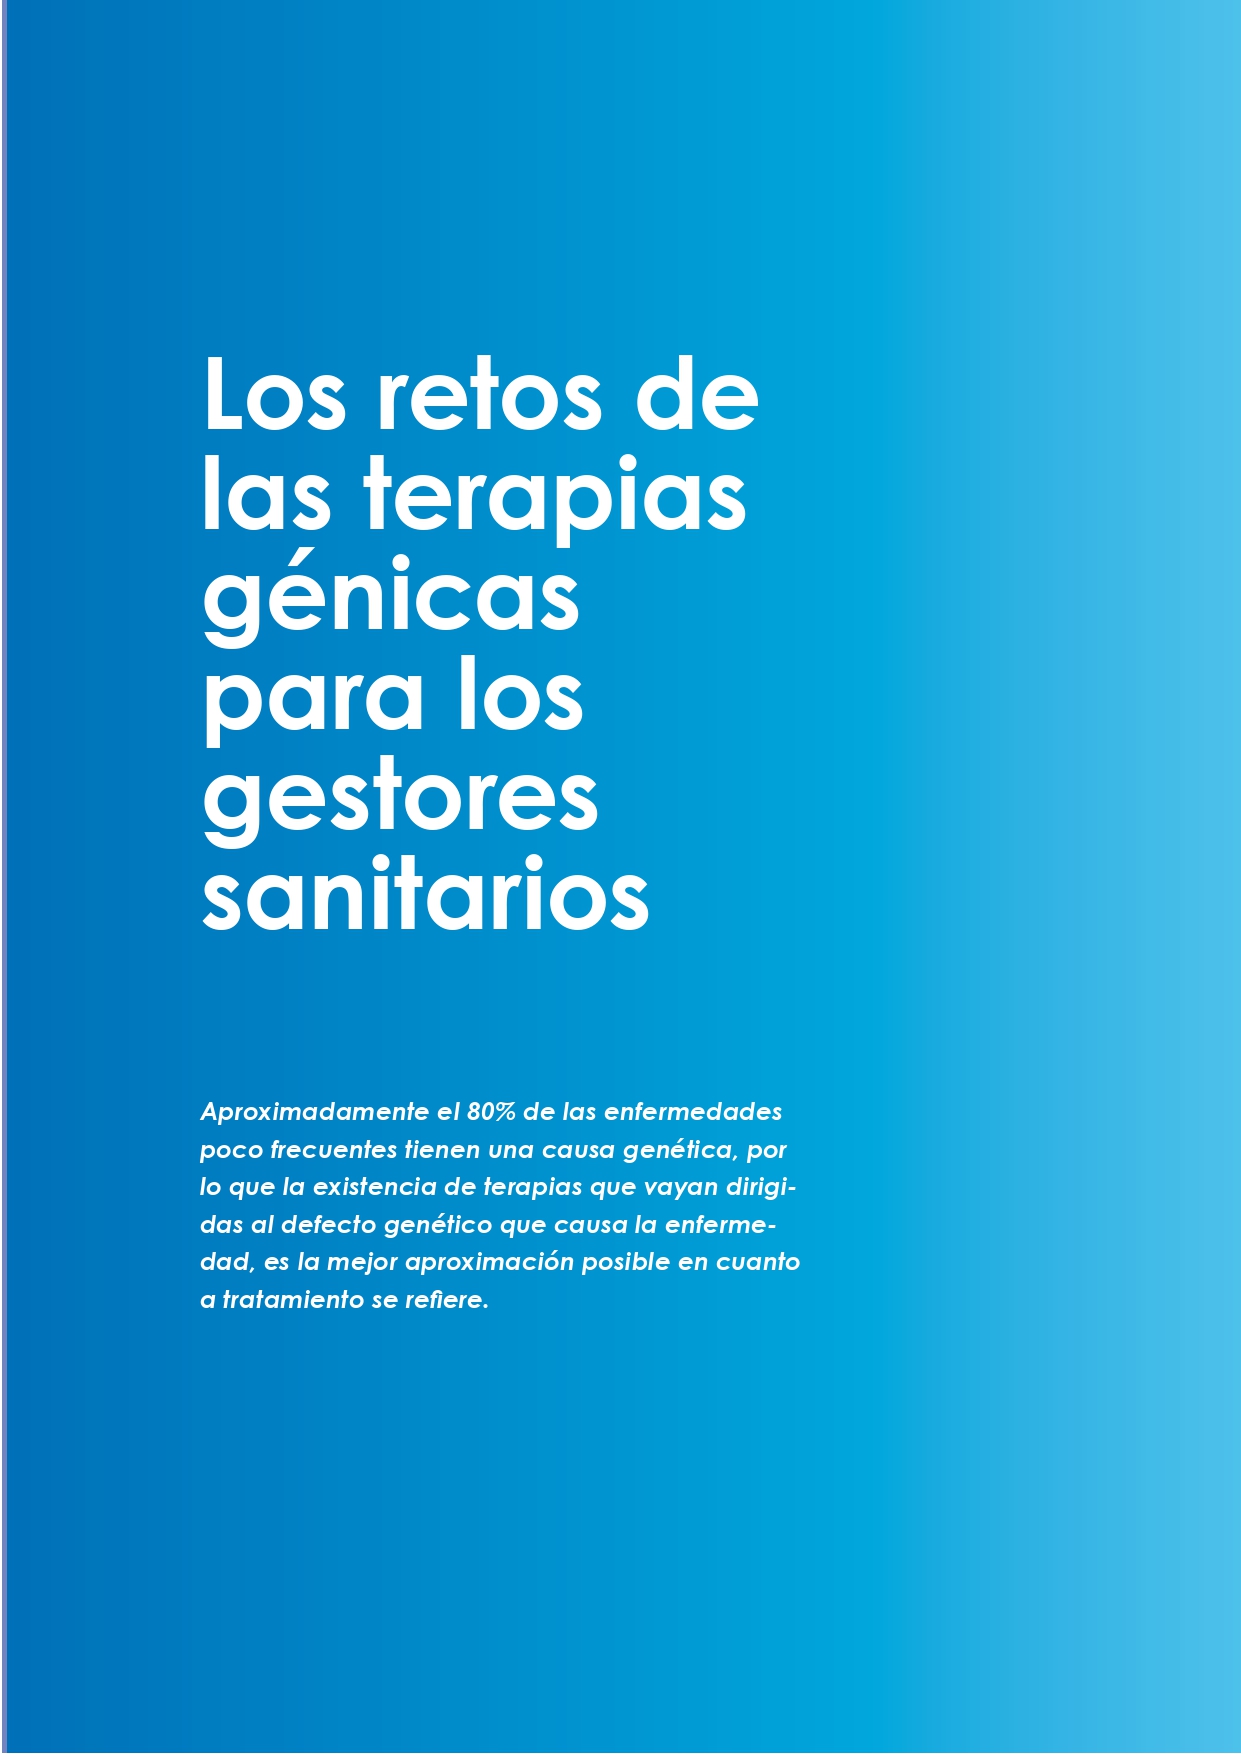 Los retos de
las terapias
génicas
para los
gestores
sanitarios
Aproximadamente el 80% de las enfermedades
poco frecuentes tienen una causa genética, por
lo que la existencia de terapias que vayan dirigi-
das al defecto genético que causa la enferme-
dad, es la mejor aproximación posible en cuanto
a tratamiento se refiere.